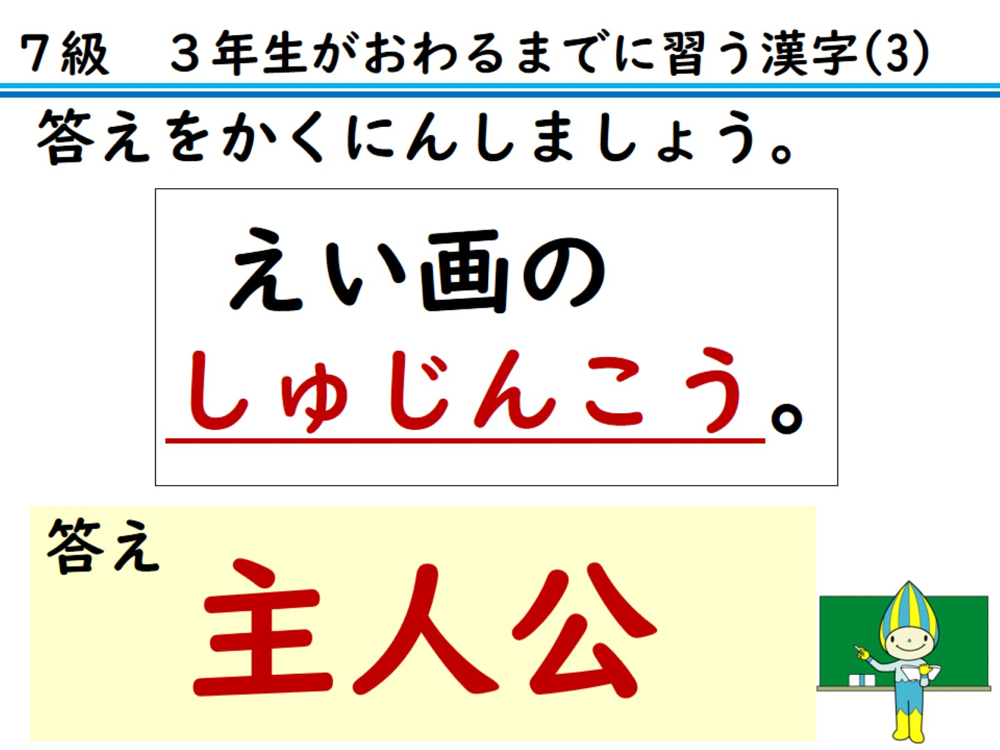 ７級　３年生がおわるまでに習う漢字(3)
答えをかくにんしましょう。
えい画の
しゅじんこう。
答え
主人公